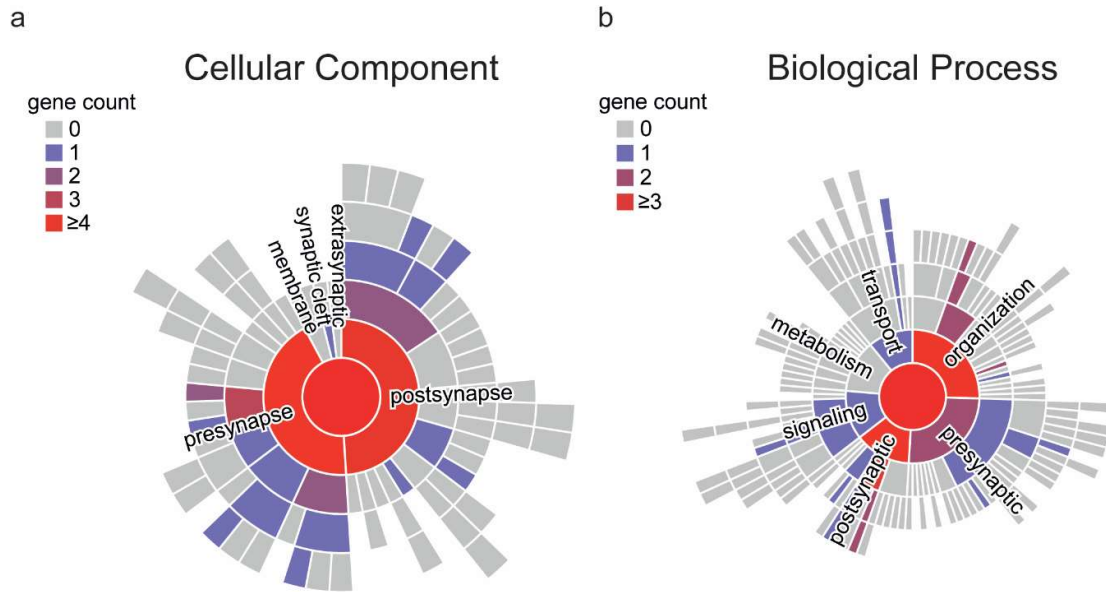 a
Cellular Component
gene count
0
1
2
3
≥4
extrasynaptic
synaptic cleft
membrane
postsynapse
presynapse
b
Biological Process
gene count
0
1
2
≥3
transport
organization
metabolism
signaling
postsynaptic
presynaptic